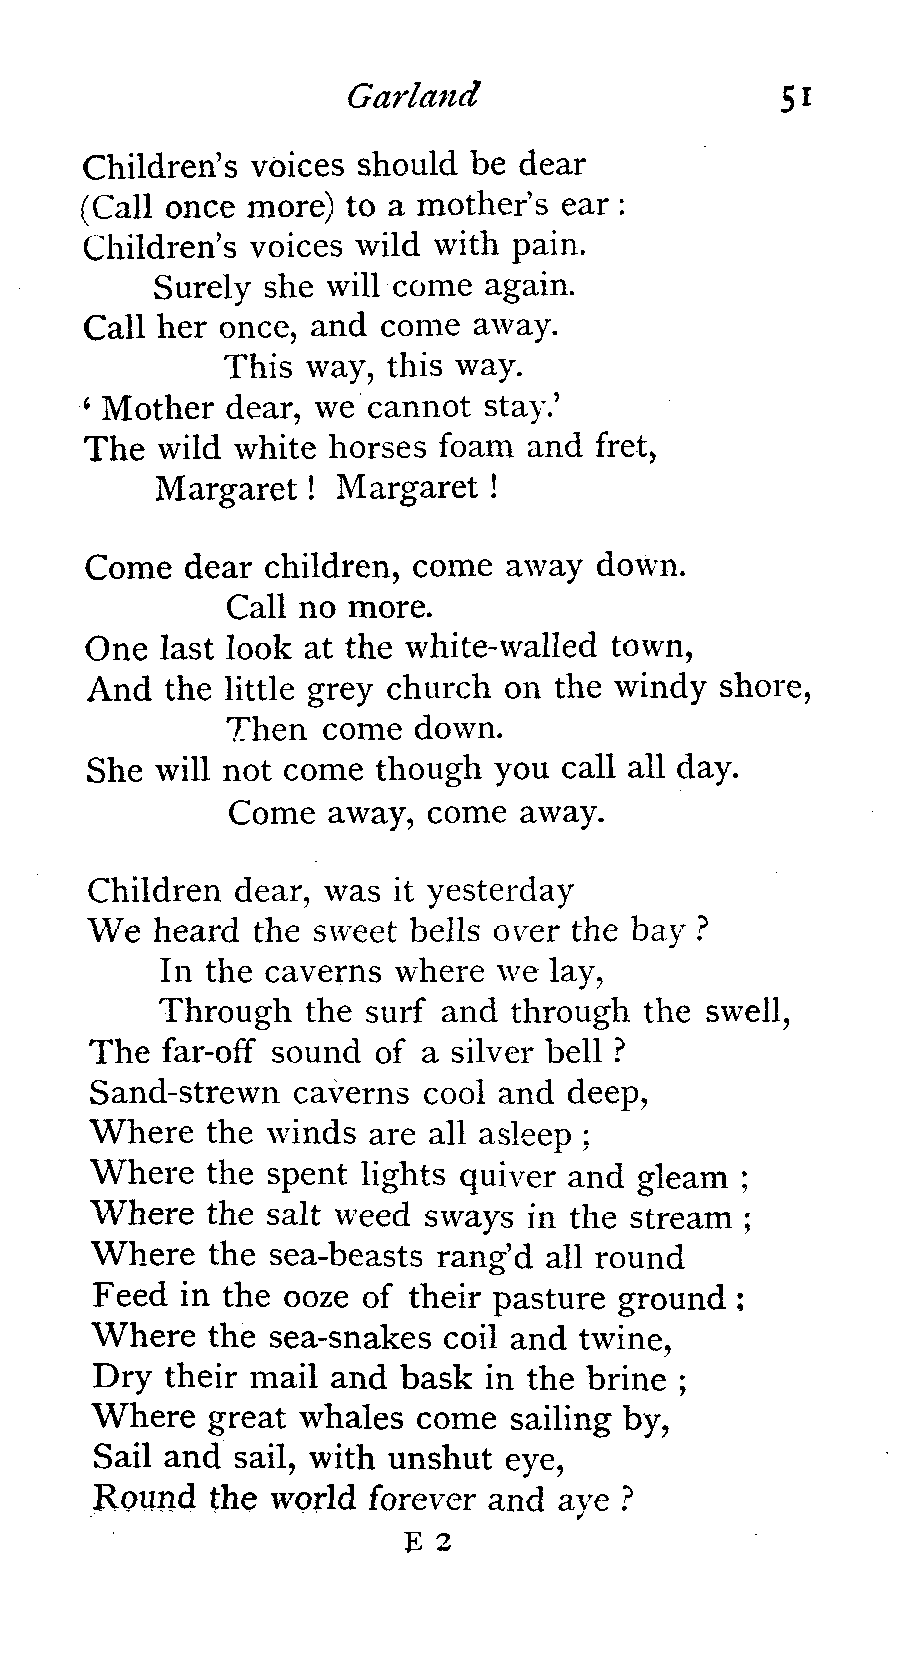 Garland 51
Children's voices should be dear
(Call once more) to a mother's ear :
Children's voices wild with pain.
Surely she will come again.
Call her once, and come away.
This way, this way.
‘ Mother dear, we cannot stay.’
The wild white horses foam and fret,
Margaret ! Margaret !
Come dear children, come away down.
Call no more.
One last look at the white-walled town,
And the little grey church on the windy shore,
Then come down.
She will not come though you call all day.
Come away, come away.
Children dear, was it yesterday
We heard the sweet bells over the bay ?
In the caverns where we lay,
Through the surf and through the swell,
The far-off sound of a silver bell ?
Sand-strewn caverns cool and deep,
Where the winds are all asleep ;
Where the spent lights quiver and gleam ;
Where the salt weed sways in the stream ;
Where the sea-beasts rang'd all round
Feed in the ooze of their pasture ground ;
Where the sea-snakes coil and twine,
Dry their mail and bask in the brine ;
Where great whales come sailing by,
Sail and sail, with unshut eye,
Round the world forever and aye ?
E 2